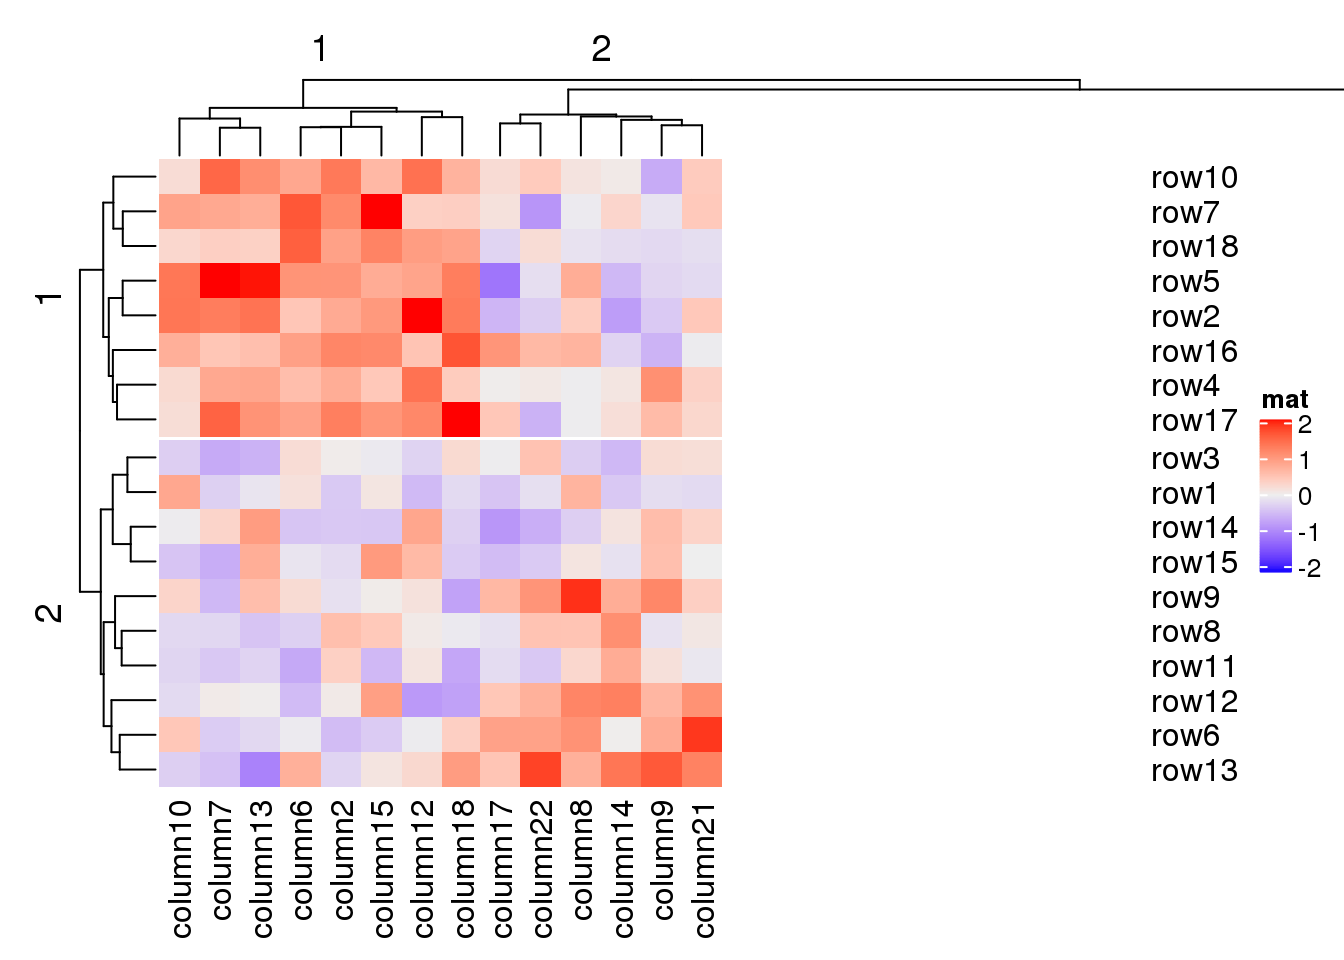 1 2
1
2
row10
row7
row18
row5
row2
row16
row4
row17
row3
row1
row14
row15
row9
row8
row11
row12
row6
row13
mat
2
1
0
-1
-2
column10 column7 column13 column6 column2 column15 column12 column18 column17 column22 column8 column14 column9 column21